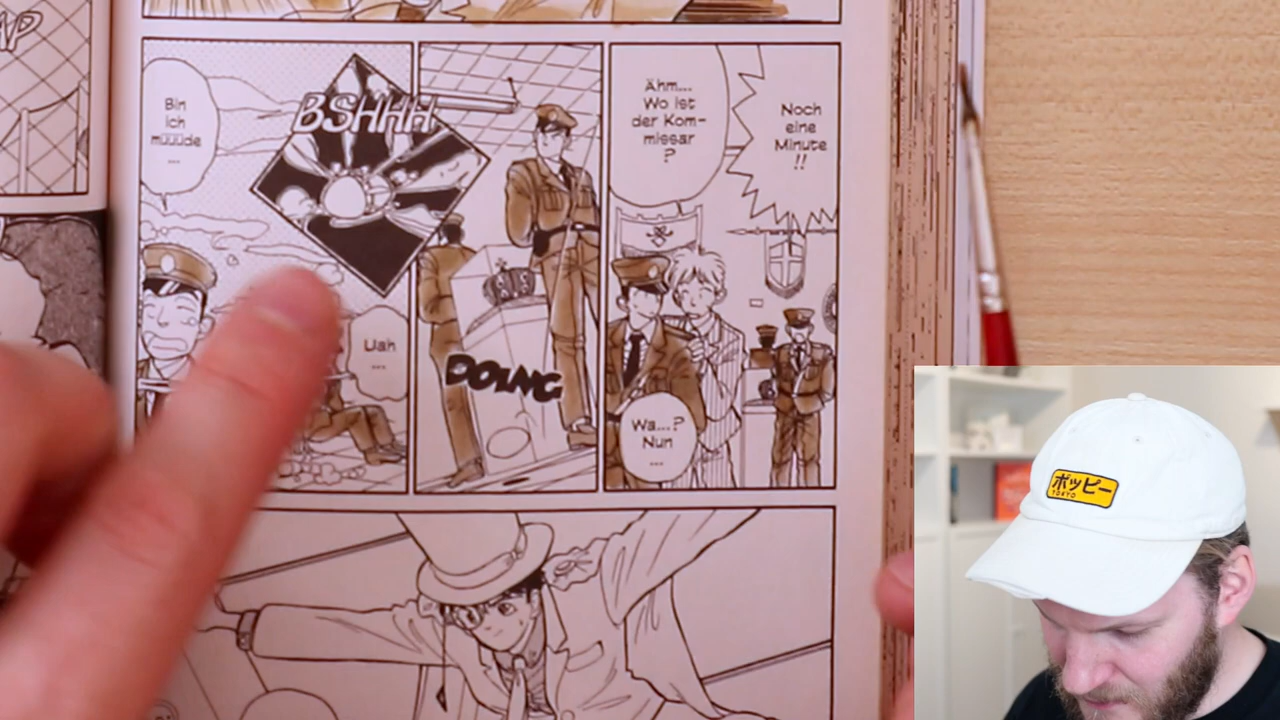 Bin
ich
müüüde
...
BSHHH
Uah
...
DOING
Ähm...
Wo ist
der Kom-
missar
?
Noch
eine
Minute
!!
Wa...?
Nun
...
ポッピー
TOKYO